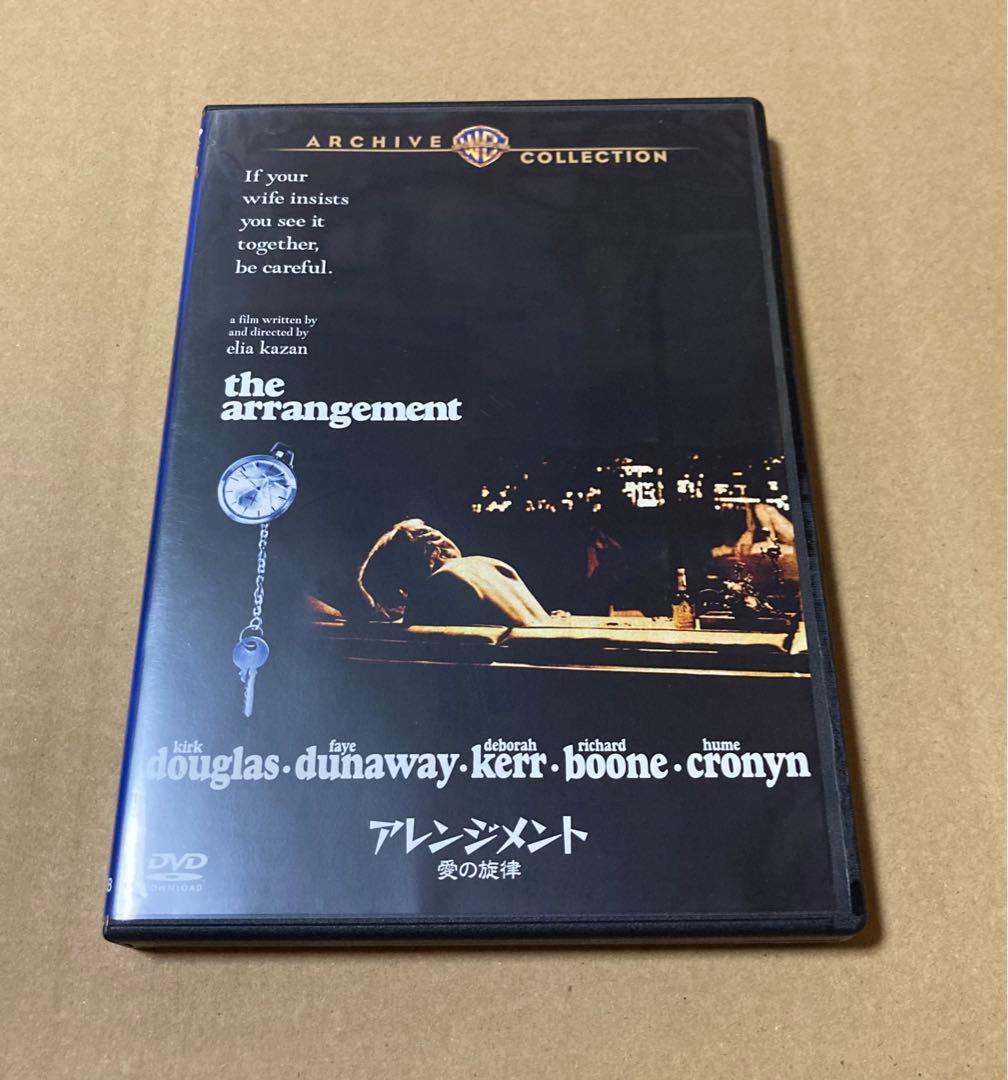 ARCHIVE WB COLLECTION
If your
wife insists
you see it
together,
be careful.
a film written by
and directed by
elia kazan
the
arrangement
kirk faye deborah richard hume
douglas · dunaway · kerr · boone · cronyn
アレンジメント
愛の旋律
DVD
DOWNLOAD